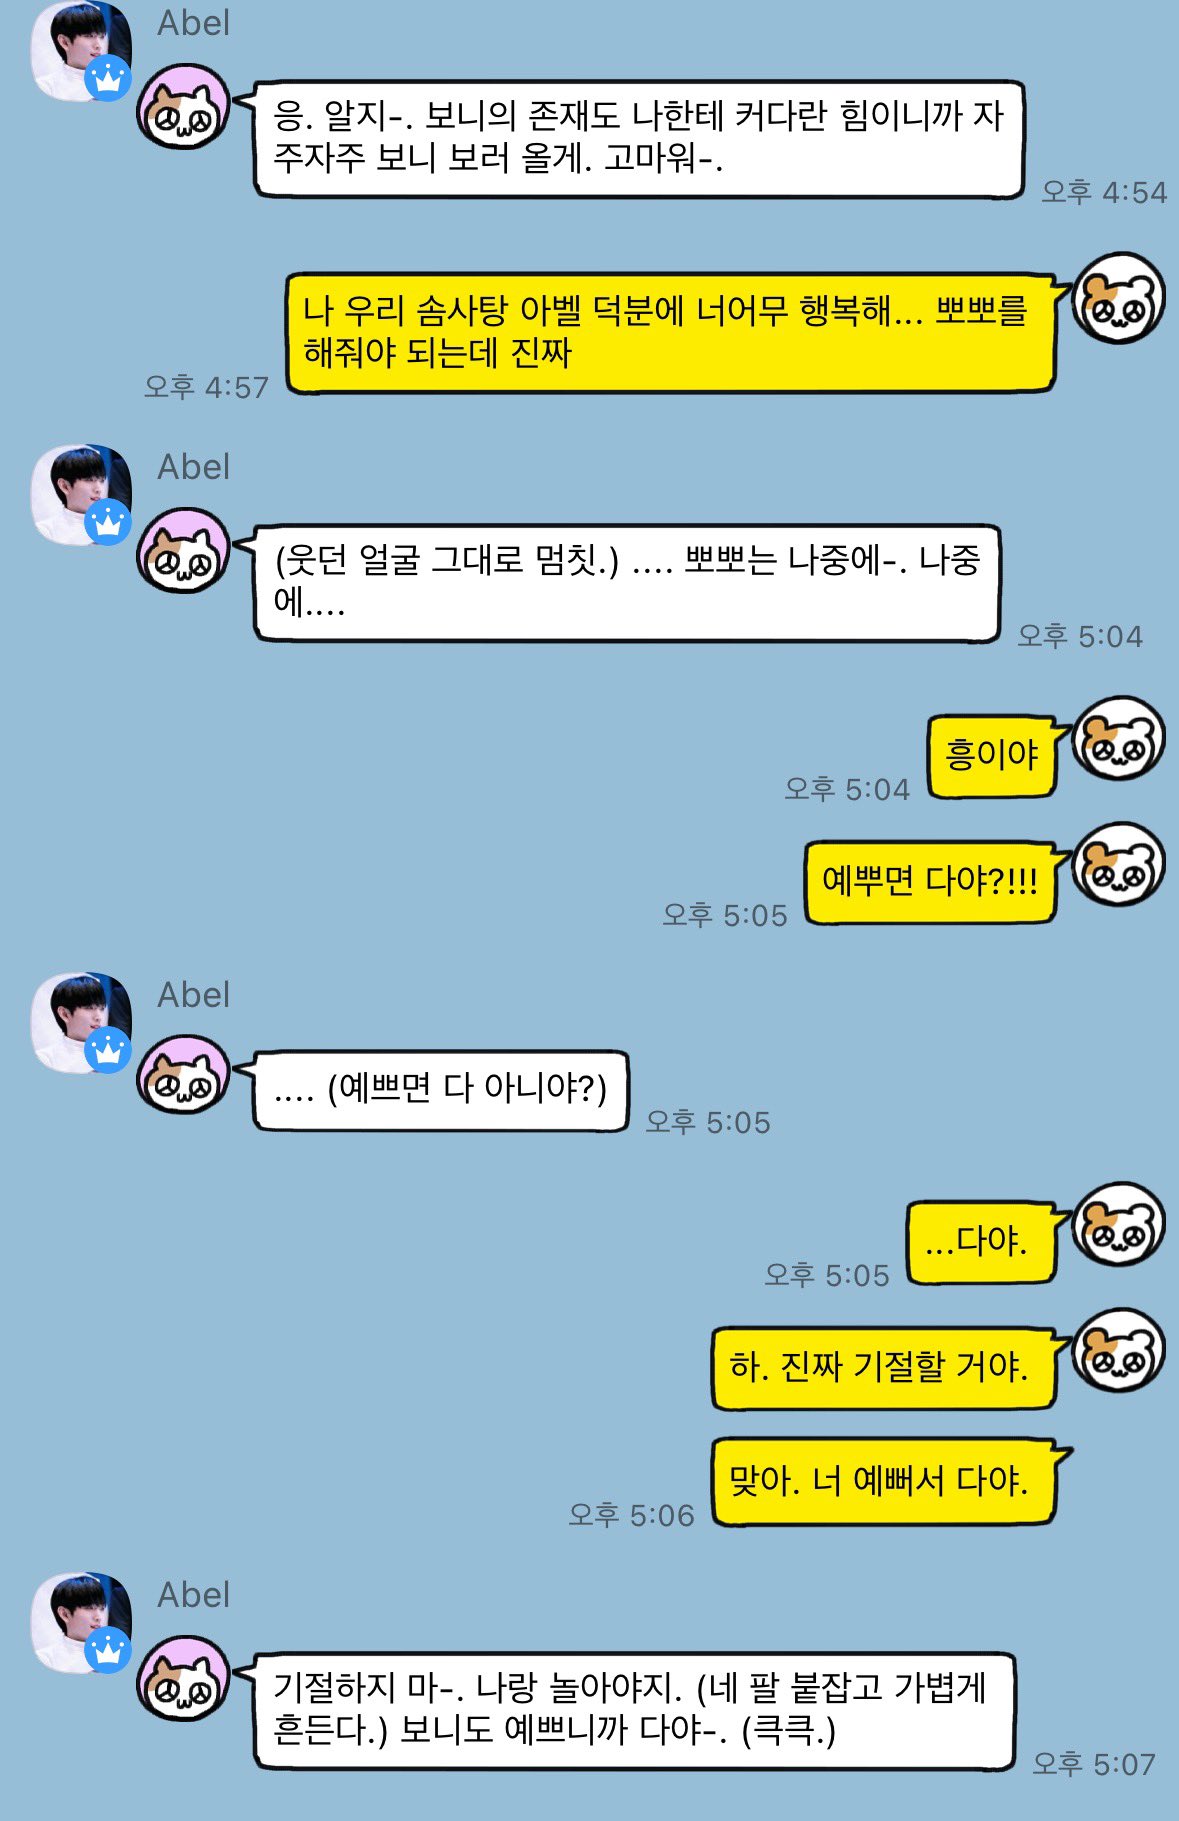 Abel
응. 알지-. 보니의 존재도 나한테 커다란 힘이니까 자
주자주 보니 보러 올게. 고마워-.
오후 4:54
나 우리 솜사탕 아벨 덕분에 너어무 행복해... 뽀뽀를
해줘야 되는데 진짜
오후 4:57
Abel
(웃던 얼굴 그대로 멈칫.) .... 뽀뽀는 나중에-. 나중
에....
오후 5:04
흥이야
오후 5:04
예뿌면 다야?!!!
오후 5:05
Abel
.... (예쁘면 다 아니야?)
오후 5:05
...다야.
오후 5:05
하. 진짜 기절할 거야.
맞아. 너 예뻐서 다야.
오후 5:06
Abel
기절하지 마-. 나랑 놀아야지. (네 팔 붙잡고 가볍게
흔든다.) 보니도 예쁘니까 다야-. (큭큭.)
오후 5:07